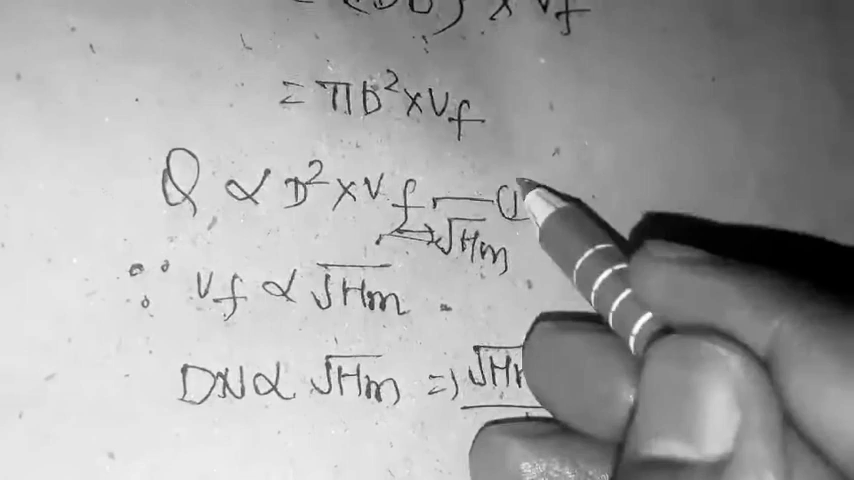 = πD² × Vf
Q ∝ D² × Vf — ①
→ √Hm
∵ Vf ∝ √Hm .
DN ∝ √Hm ⇒ √Hm